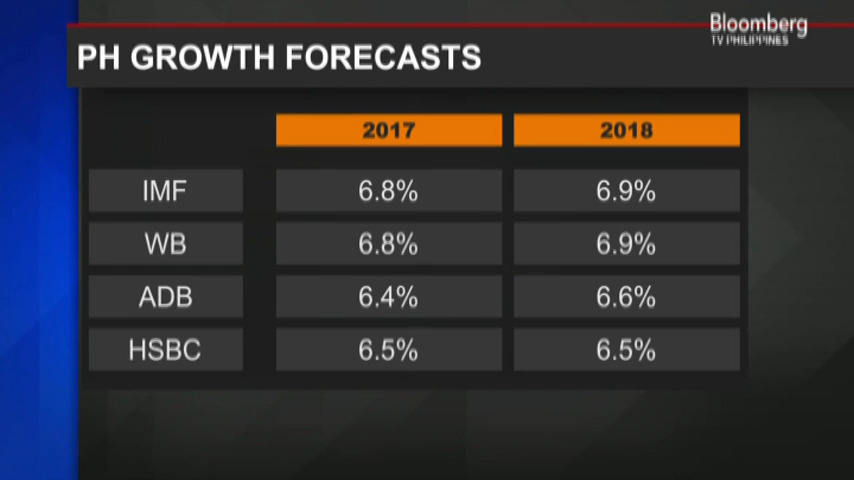 Bloomberg
TV PHILIPPINES
PH GROWTH FORECASTS
2017 2018
IMF 6.8% 6.9%
WB 6.8% 6.9%
ADB 6.4% 6.6%
HSBC 6.5% 6.5%